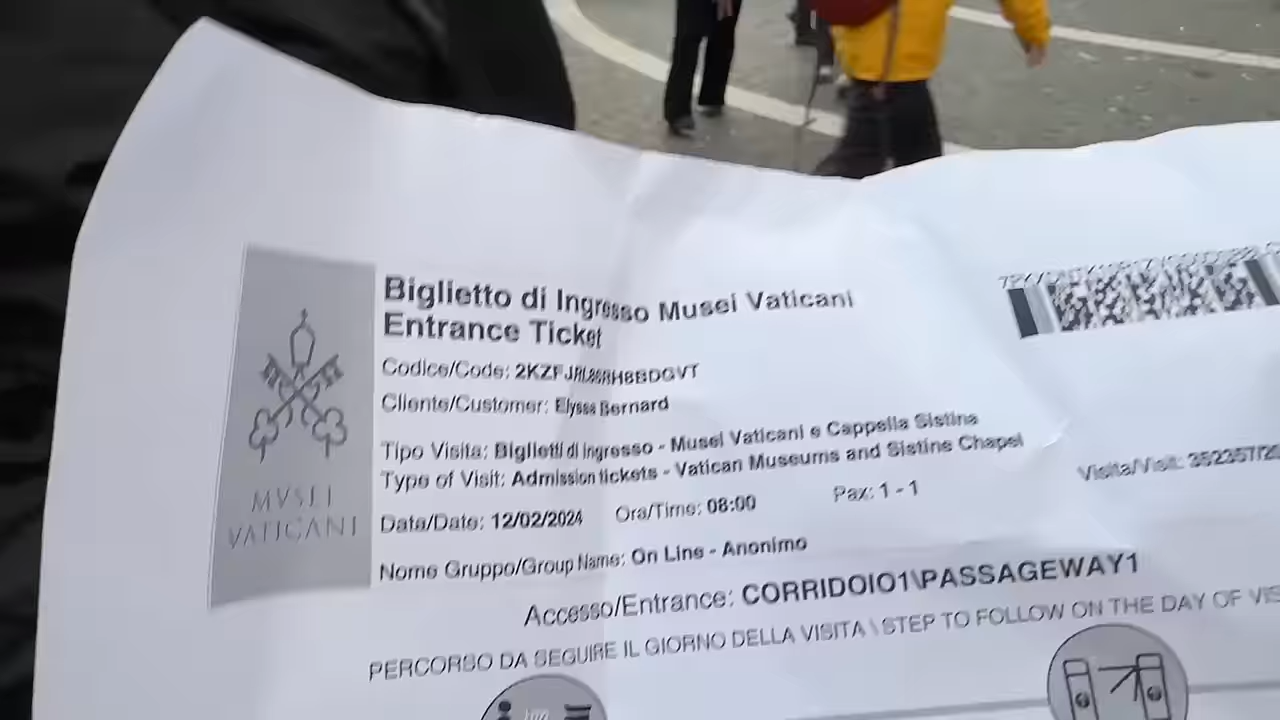 Biglietto di Ingresso Musei Vaticani
Entrance Ticket
Codice/Code:
Cliente/Customer: Elyssa Bernard
Tipo Visita: Biglietti di Ingresso - Musei Vaticani e Cappella Sistina
Type of Visit: Admission tickets - Vatican Museums and Sistine Chapel
Visita/Visit:
Data/Date: 12/02/2024 Ora/Time: 08:00 Pax: 1 - 1
Nome Gruppo/Group Name: On Line - Anonimo
Accesso/Entrance: CORRIDOIO1\PASSAGEWAY1
PERCORSO DA SEGUIRE IL GIORNO DELLA VISITA \ STEP TO FOLLOW ON THE DAY OF
MVSEI
VATICANI